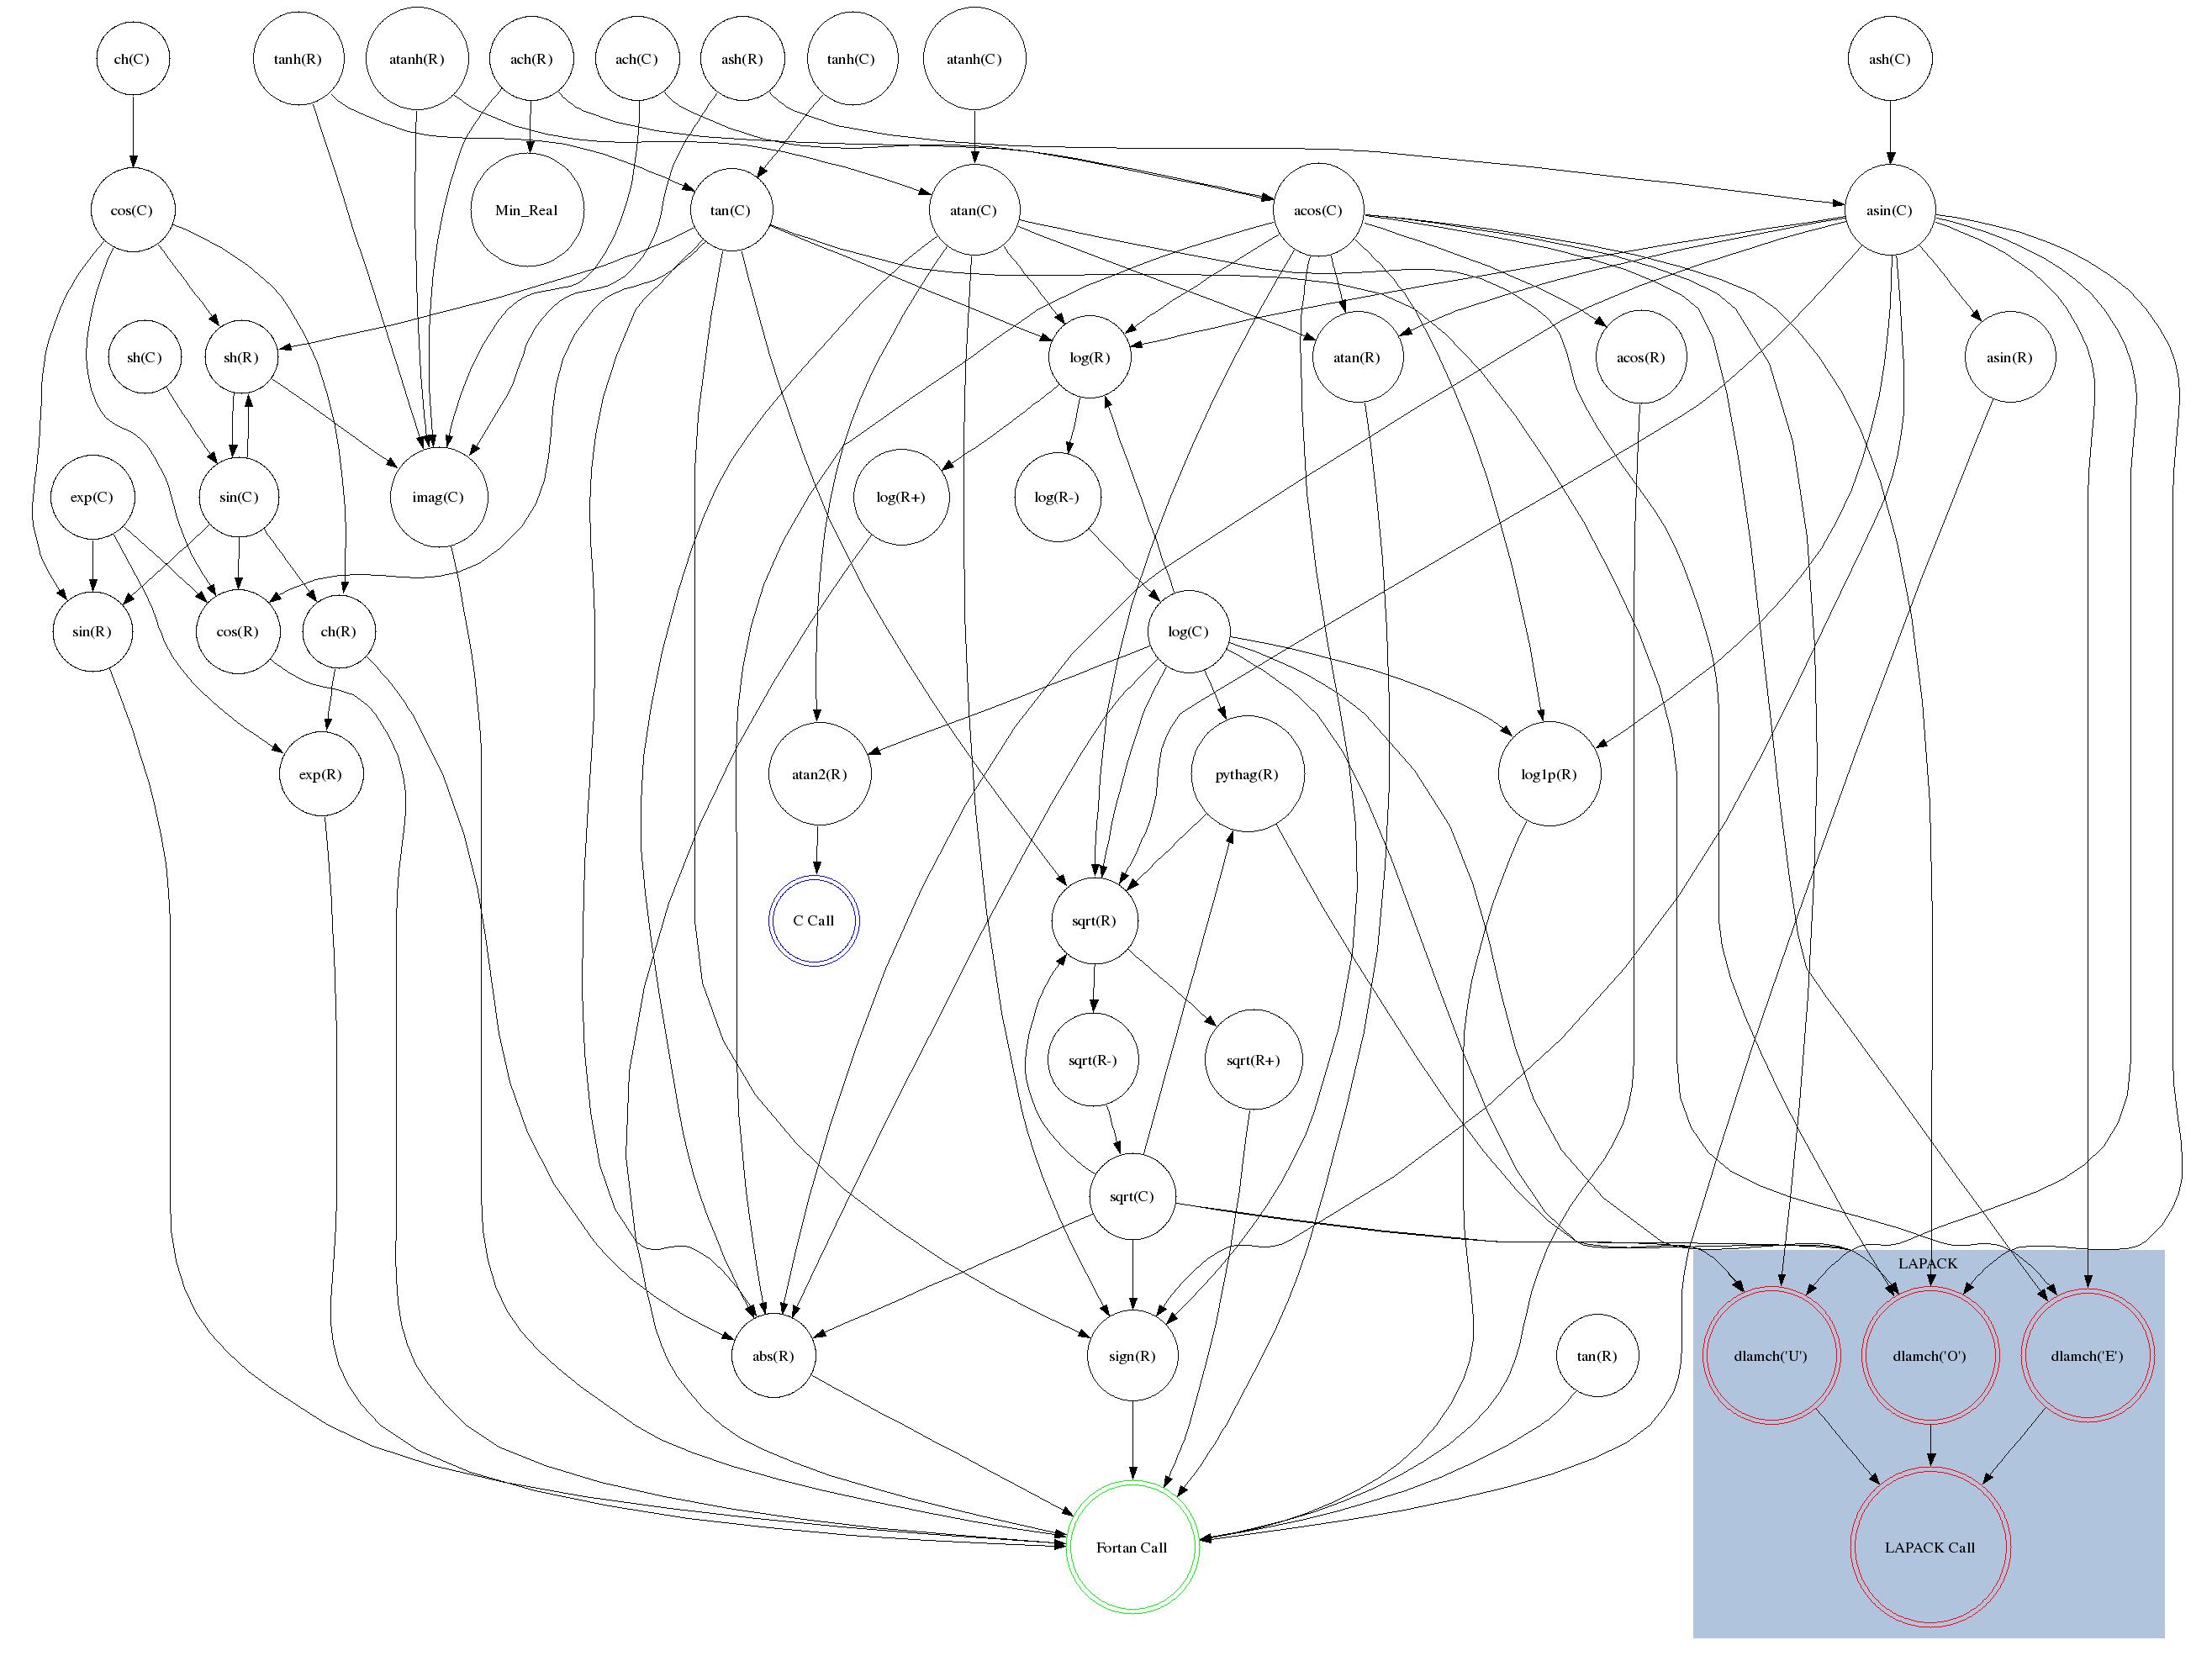 ch(C)
tanh(R)
atanh(R)
ach(R)
ach(C)
ash(R)
tanh(C)
atanh(C)
ash(C)
cos(C)
Min_Real
tan(C)
atan(C)
acos(C)
asin(C)
sh(C)
sh(R)
log(R)
atan(R)
acos(R)
asin(R)
exp(C)
sin(C)
imag(C)
log(R+)
log(R-)
sin(R)
cos(R)
ch(R)
log(C)
exp(R)
atan2(R)
pythag(R)
log1p(R)
C Call
sqrt(R)
sqrt(R-)
sqrt(R+)
sqrt(C)
LAPACK
abs(R)
sign(R)
tan(R)
dlamch('U')
dlamch('O')
dlamch('E')
Fortan Call
LAPACK Call